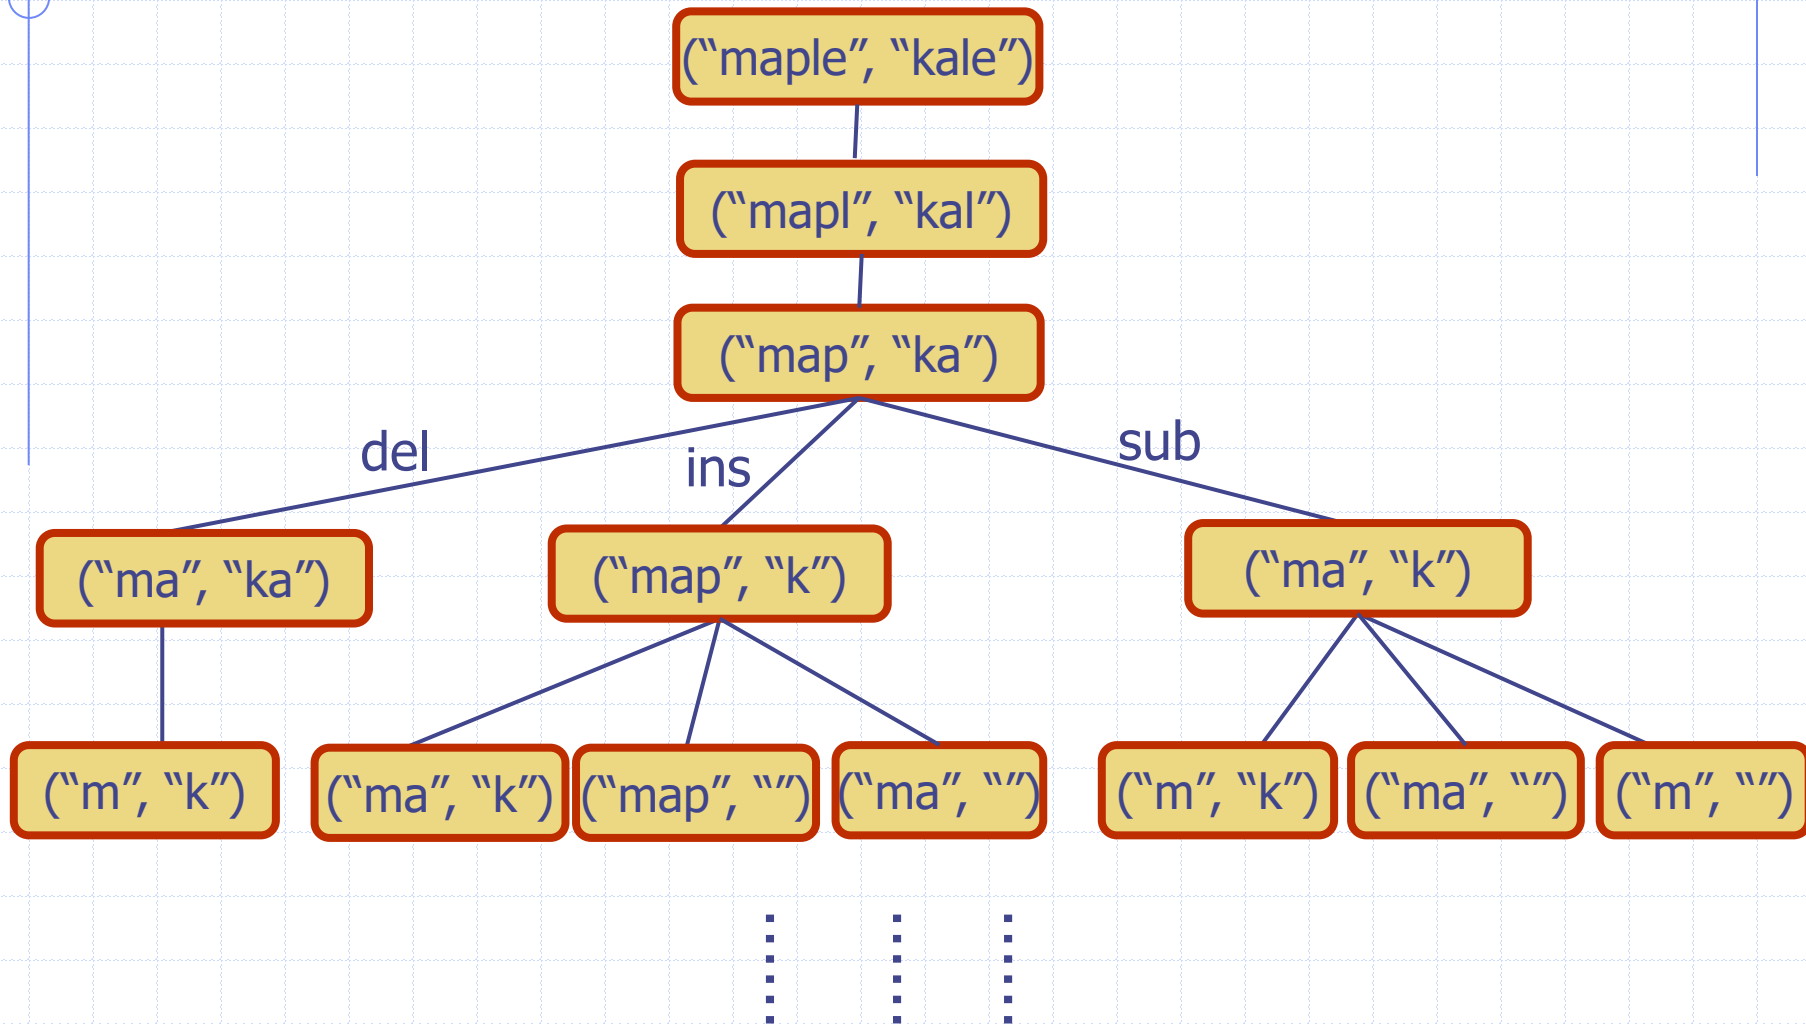 (“maple”, “kale”)
(“mapl”, “kal”)
(“map”, “ka”)
del
ins
sub
(“ma”, “ka”)
(“map”, “k”)
(“ma”, “k”)
(“m”, “k”)
(“ma”, “k”)
(“map”, “”)
(“ma”, “”)
(“m”, “k”)
(“ma”, “”)
(“m”, “”)